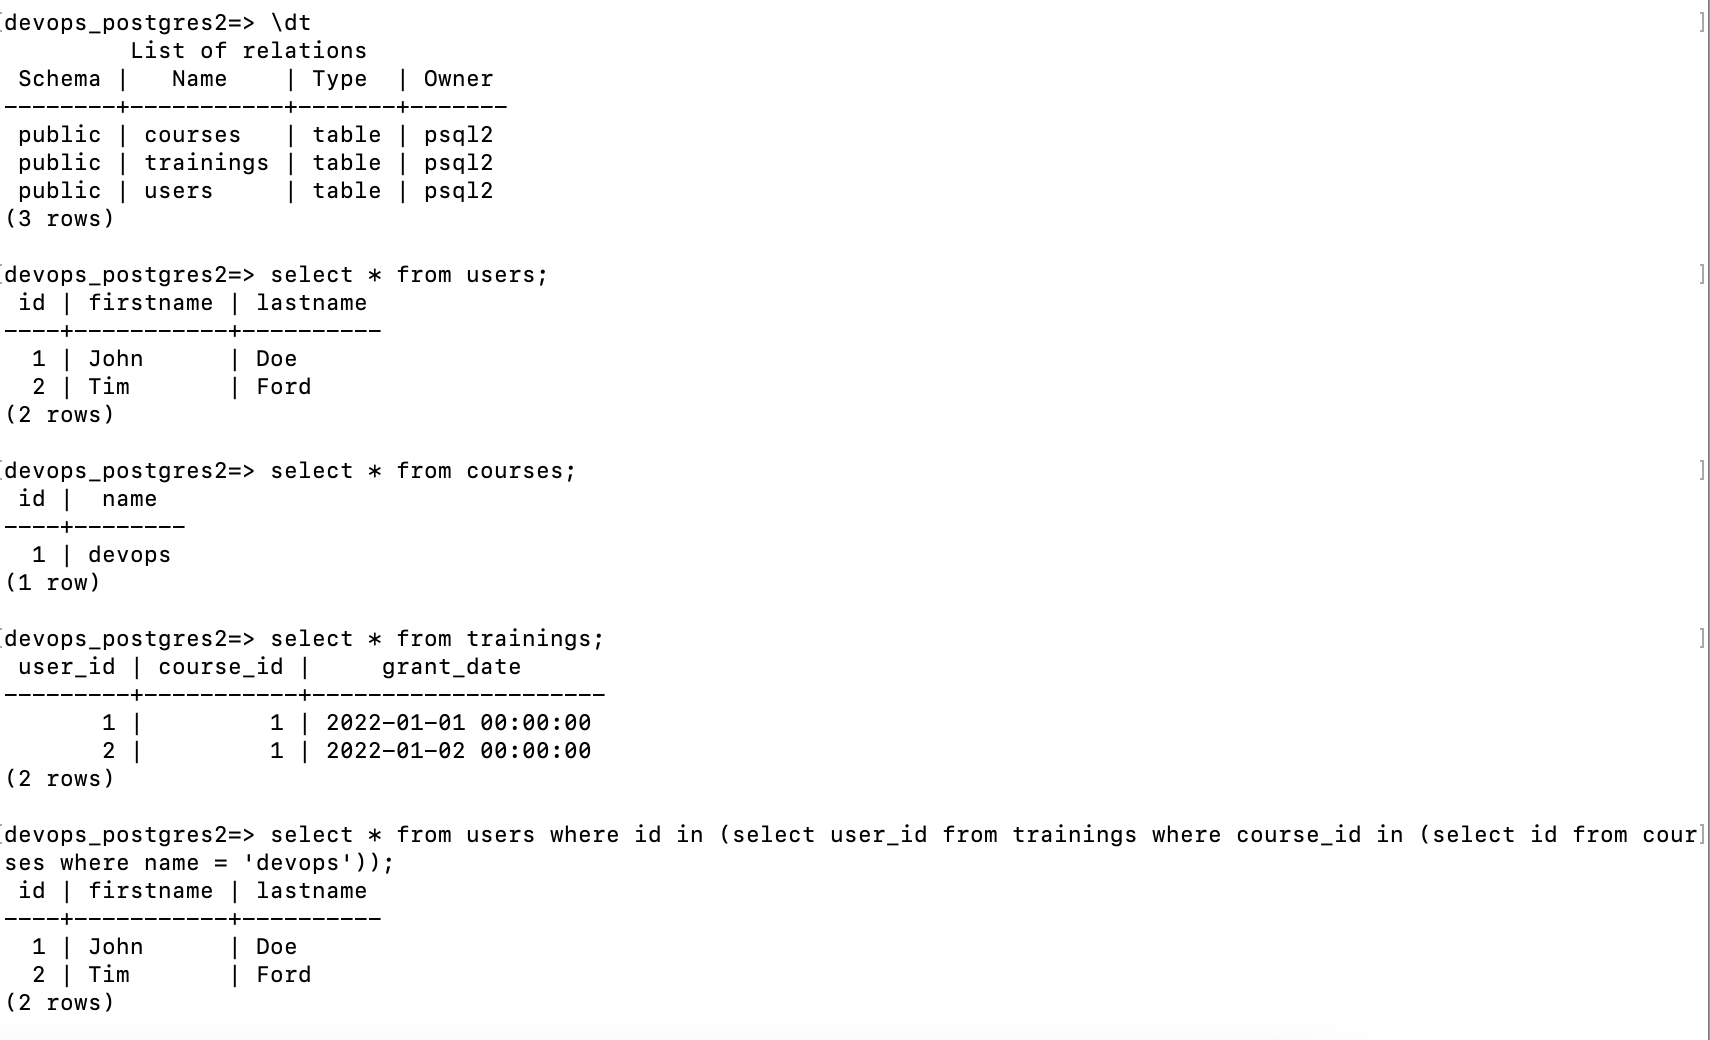 [devops_postgres2=> \dt ]
         List of relations
 Schema |   Name    | Type  | Owner
--------+-----------+-------+-------
 public | courses   | table | psql2
 public | trainings | table | psql2
 public | users     | table | psql2
(3 rows)

[devops_postgres2=> select * from users; ]
 id | firstname | lastname
----+-----------+----------
  1 | John      | Doe
  2 | Tim       | Ford
(2 rows)

[devops_postgres2=> select * from courses; ]
 id |  name
----+--------
  1 | devops
(1 row)

[devops_postgres2=> select * from trainings; ]
 user_id | course_id |     grant_date
---------+-----------+---------------------
       1 |         1 | 2022-01-01 00:00:00
       2 |         1 | 2022-01-02 00:00:00
(2 rows)

[devops_postgres2=> select * from users where id in (select user_id from trainings where course_id in (select id from cour]
ses where name = 'devops'));
 id | firstname | lastname
----+-----------+----------
  1 | John      | Doe
  2 | Tim       | Ford
(2 rows)